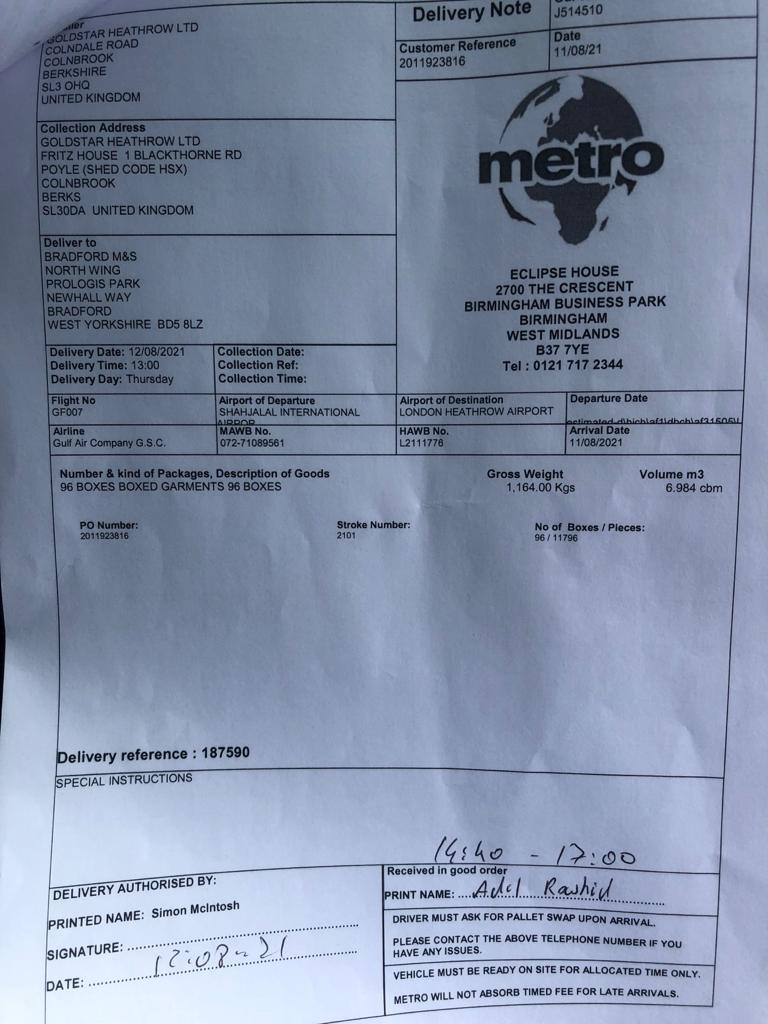 GOLDSTAR HEATHROW LTD
COLNDALE ROAD
COLNBROOK
BERKSHIRE
SL3 OHQ
UNITED KINGDOM
Delivery Note
J514510
Customer Reference
2011923816
Date
11/08/21
Collection Address
GOLDSTAR HEATHROW LTD
FRITZ HOUSE 1 BLACKTHORNE RD
POYLE (SHED CODE HSX)
COLNBROOK
BERKS
SL30DA UNITED KINGDOM
metro
Deliver to
BRADFORD M&S
NORTH WING
PROLOGIS PARK
NEWHALL WAY
BRADFORD
WEST YORKSHIRE BD5 8LZ
ECLIPSE HOUSE
2700 THE CRESCENT
BIRMINGHAM BUSINESS PARK
BIRMINGHAM
WEST MIDLANDS
B37 7YE
Tel : 0121 717 2344
Delivery Date: 12/08/2021
Delivery Time: 13:00
Delivery Day: Thursday
Collection Date:
Collection Ref:
Collection Time:
Flight No
GF007
Airport of Departure
SHAHJALAL INTERNATIONAL
Airport of Destination
LONDON HEATHROW AIRPORT
Departure Date
Airline
Gulf Air Company G.S.C.
MAWB No.
072-71089561
HAWB No.
L2111776
Arrival Date
11/08/2021
Number & kind of Packages, Description of Goods
96 BOXES BOXED GARMENTS 96 BOXES
Gross Weight
1,164.00 Kgs
Volume m3
6.984 cbm
PO Number:
2011923816
Stroke Number:
2101
No of Boxes / Pieces:
96 / 11796
Delivery reference : 187590
SPECIAL INSTRUCTIONS
14:40 - 17:00
DELIVERY AUTHORISED BY:
PRINTED NAME: Simon McIntosh
SIGNATURE:
DATE: 12:08-21
Received in good order
PRINT NAME: Adel Rashid
DRIVER MUST ASK FOR PALLET SWAP UPON ARRIVAL.
PLEASE CONTACT THE ABOVE TELEPHONE NUMBER IF YOU
HAVE ANY ISSUES.
VEHICLE MUST BE READY ON SITE FOR ALLOCATED TIME ONLY.
METRO WILL NOT ABSORB TIMED FEE FOR LATE ARRIVALS.